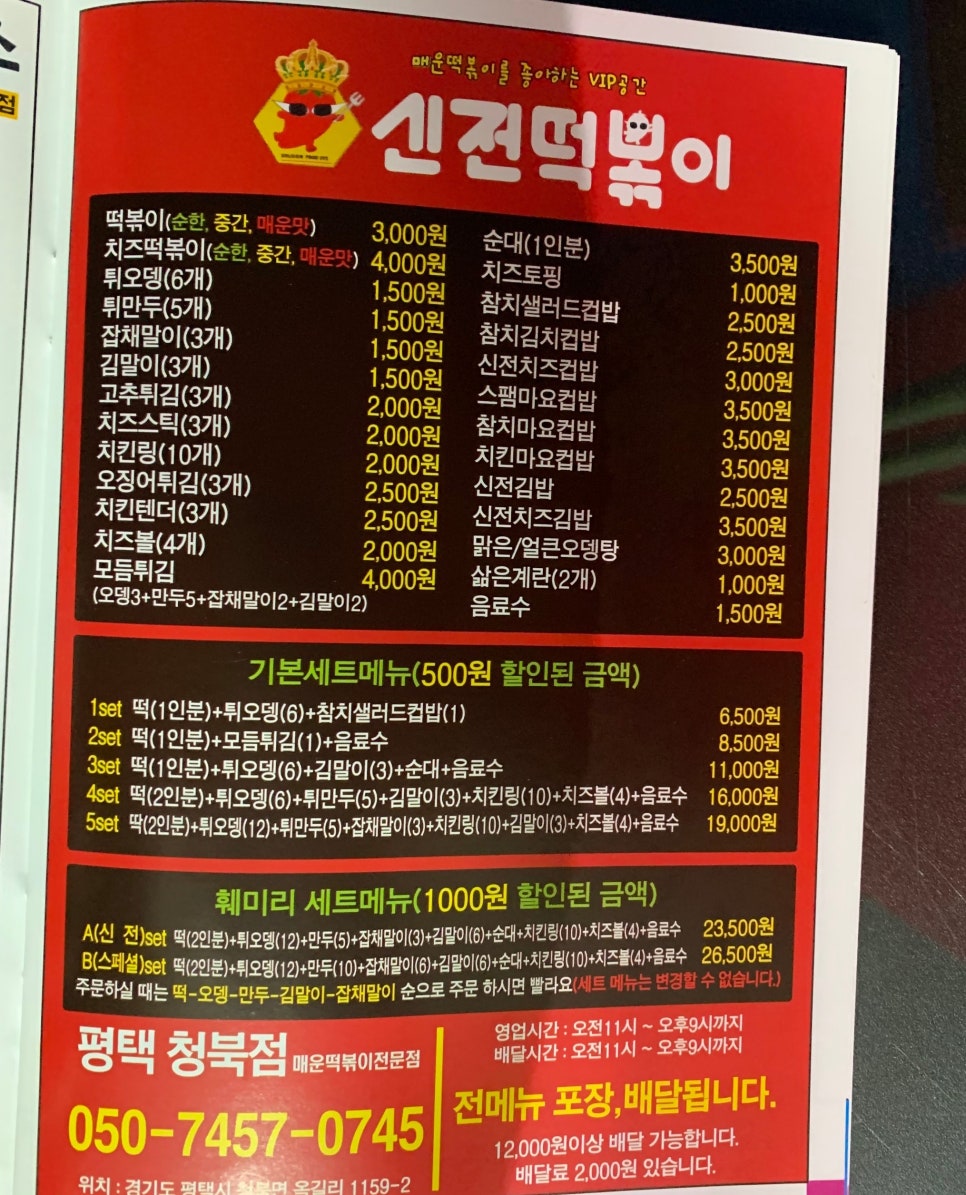 점
매운떡볶이를 좋아하는 VIP공간
신전떡볶이
떡볶이(순한, 중간, 매운맛) 3,000원
치즈떡볶이(순한, 중간, 매운맛) 4,000원
튀오뎅(6개) 1,500원
튀만두(5개) 1,500원
잡채말이(3개) 1,500원
김말이(3개) 1,500원
고추튀김(3개) 2,000원
치즈스틱(3개) 2,000원
치킨링(10개) 2,000원
오징어튀김(3개) 2,500원
치킨텐더(3개) 2,500원
치즈볼(4개) 2,000원
모듬튀김 4,000원
(오뎅3+만두5+잡채말이2+김말이2)
순대(1인분) 3,500원
치즈토핑 1,000원
참치샐러드컵밥 2,500원
참치김치컵밥 2,500원
신전치즈컵밥 3,000원
스팸마요컵밥 3,500원
참치마요컵밥 3,500원
치킨마요컵밥 3,500원
신전김밥 2,500원
신전치즈김밥 3,500원
맑은/얼큰오뎅탕 3,000원
삶은계란(2개) 1,000원
음료수 1,500원
기본세트메뉴(500원 할인된 금액)
1set 떡(1인분)+튀오뎅(6)+참치샐러드컵밥(1) 6,500원
2set 떡(1인분)+모듬튀김(1)+음료수 8,500원
3set 떡(1인분)+튀오뎅(6)+김말이(3)+순대+음료수 11,000원
4set 떡(2인분)+튀오뎅(6)+튀만두(5)+김말이(3)+치킨링(10)+치즈볼(4)+음료수 16,000원
5set 딱(2인분)+튀오뎅(12)+튀만두(5)+잡채말이(3)+치킨링(10)+김말이(3)+치즈볼(4)+음료수 19,000원
훼미리 세트메뉴(1000원 할인된 금액)
A(신 전)set 떡(2인분)+튀오뎅(12)+만두(5)+잡채말이(3)+김말이(6)+순대+치킨링(10)+치즈볼(4)+음료수 23,500원
B(스페셜)set 떡(2인분)+튀오뎅(12)+만두(10)+잡채말이(6)+김말이(6)+순대+치킨링(10)+치즈볼(4)+음료수 26,500원
주문하실 때는 떡-오뎅-만두-김말이-잡채말이 순으로 주문 하시면 빨라요(세트 메뉴는 변경할 수 없습니다.)
평택 청북점 매운떡볶이전문점
050-7457-0745
위치 : 경기도 평택시 청북면 옥길리 1159-2
영업시간 : 오전11시 ~ 오후9시까지
배달시간 : 오전11시 ~ 오후9시까지
전메뉴 포장,배달됩니다.
12,000원이상 배달 가능합니다.
배달료 2,000원 있습니다.